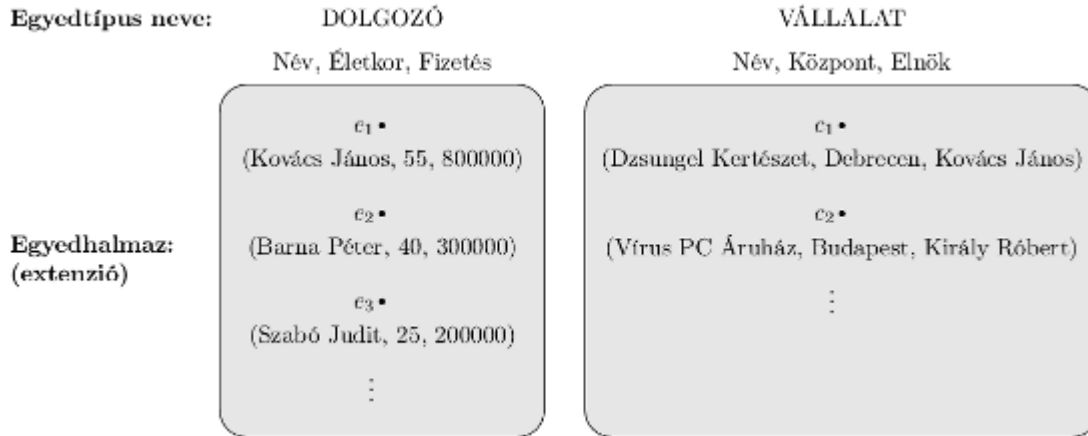 Egyedtípus neve: DOLGOZÓ VÁLLALAT
Név, Életkor, Fizetés Név, Központ, Elnök
e1 • e1 •
(Kovács János, 55, 800000) (Dzsungel Kertészet, Debrecen, Kovács János)
e2 • e2 •
Egyedhalmaz: (Barna Péter, 40, 300000) (Vírus PC Áruház, Budapest, Király Róbert)
(extenzió)
e3 • ⋮
(Szabó Judit, 25, 200000)
⋮